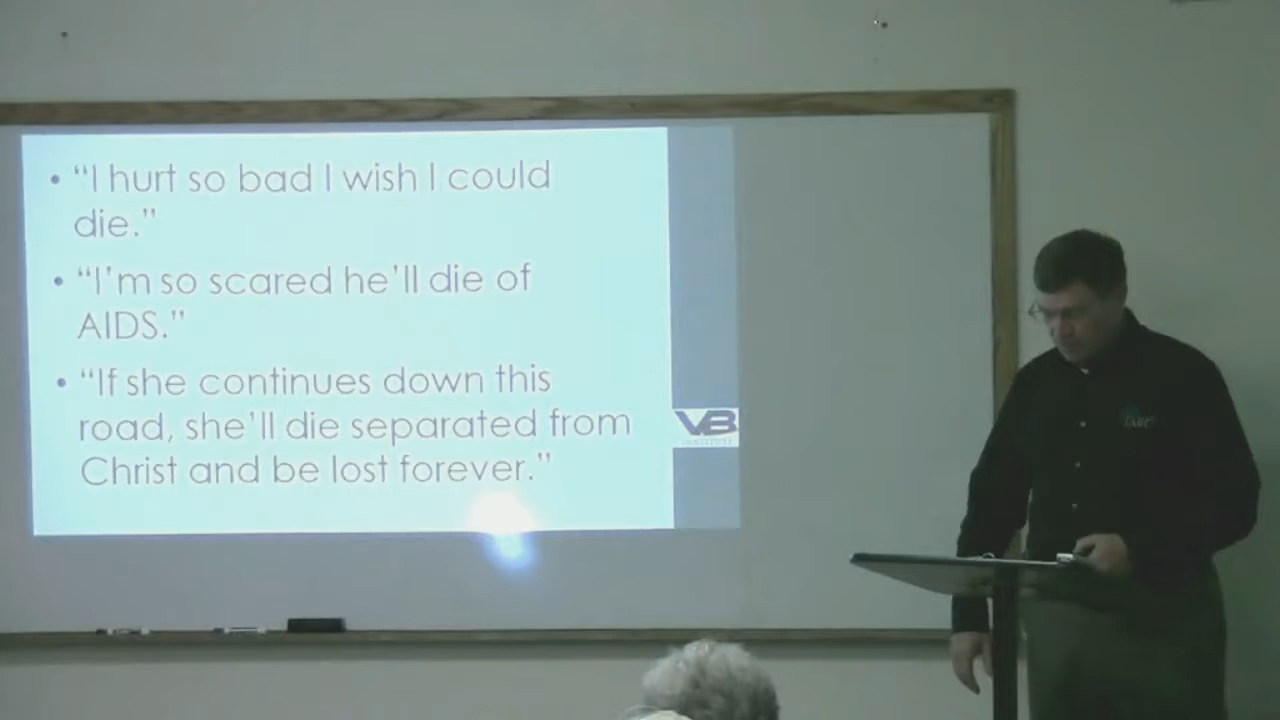 • “I hurt so bad I wish I could
die.”
• “I’m so scared he’ll die of
AIDS.”
• “If she continues down this
road, she’ll die separated from
Christ and be lost forever.”
VB
INSTITUTE